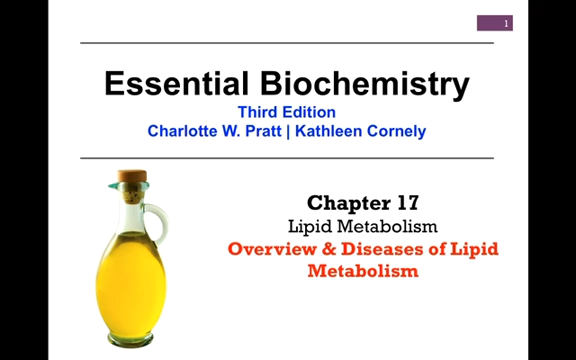 1
Essential Biochemistry
Third Edition
Charlotte W. Pratt | Kathleen Cornely
Chapter 17
Lipid Metabolism
Overview & Diseases of Lipid
Metabolism